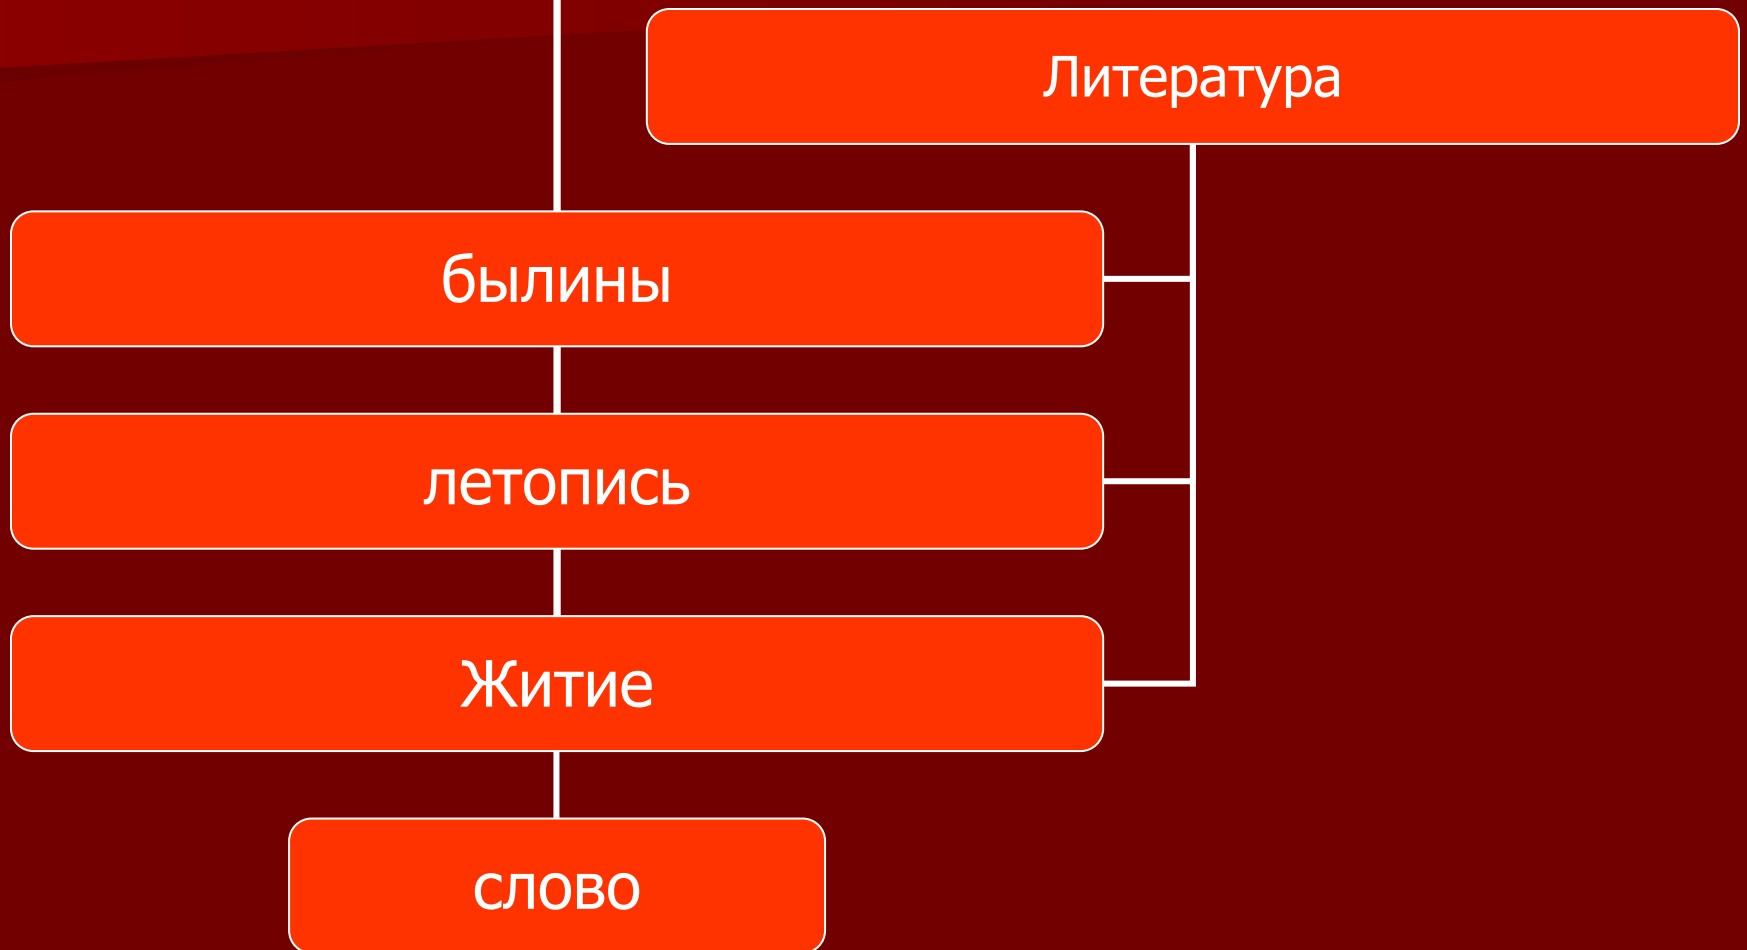 Литература
былины
летопись
Житие
слово